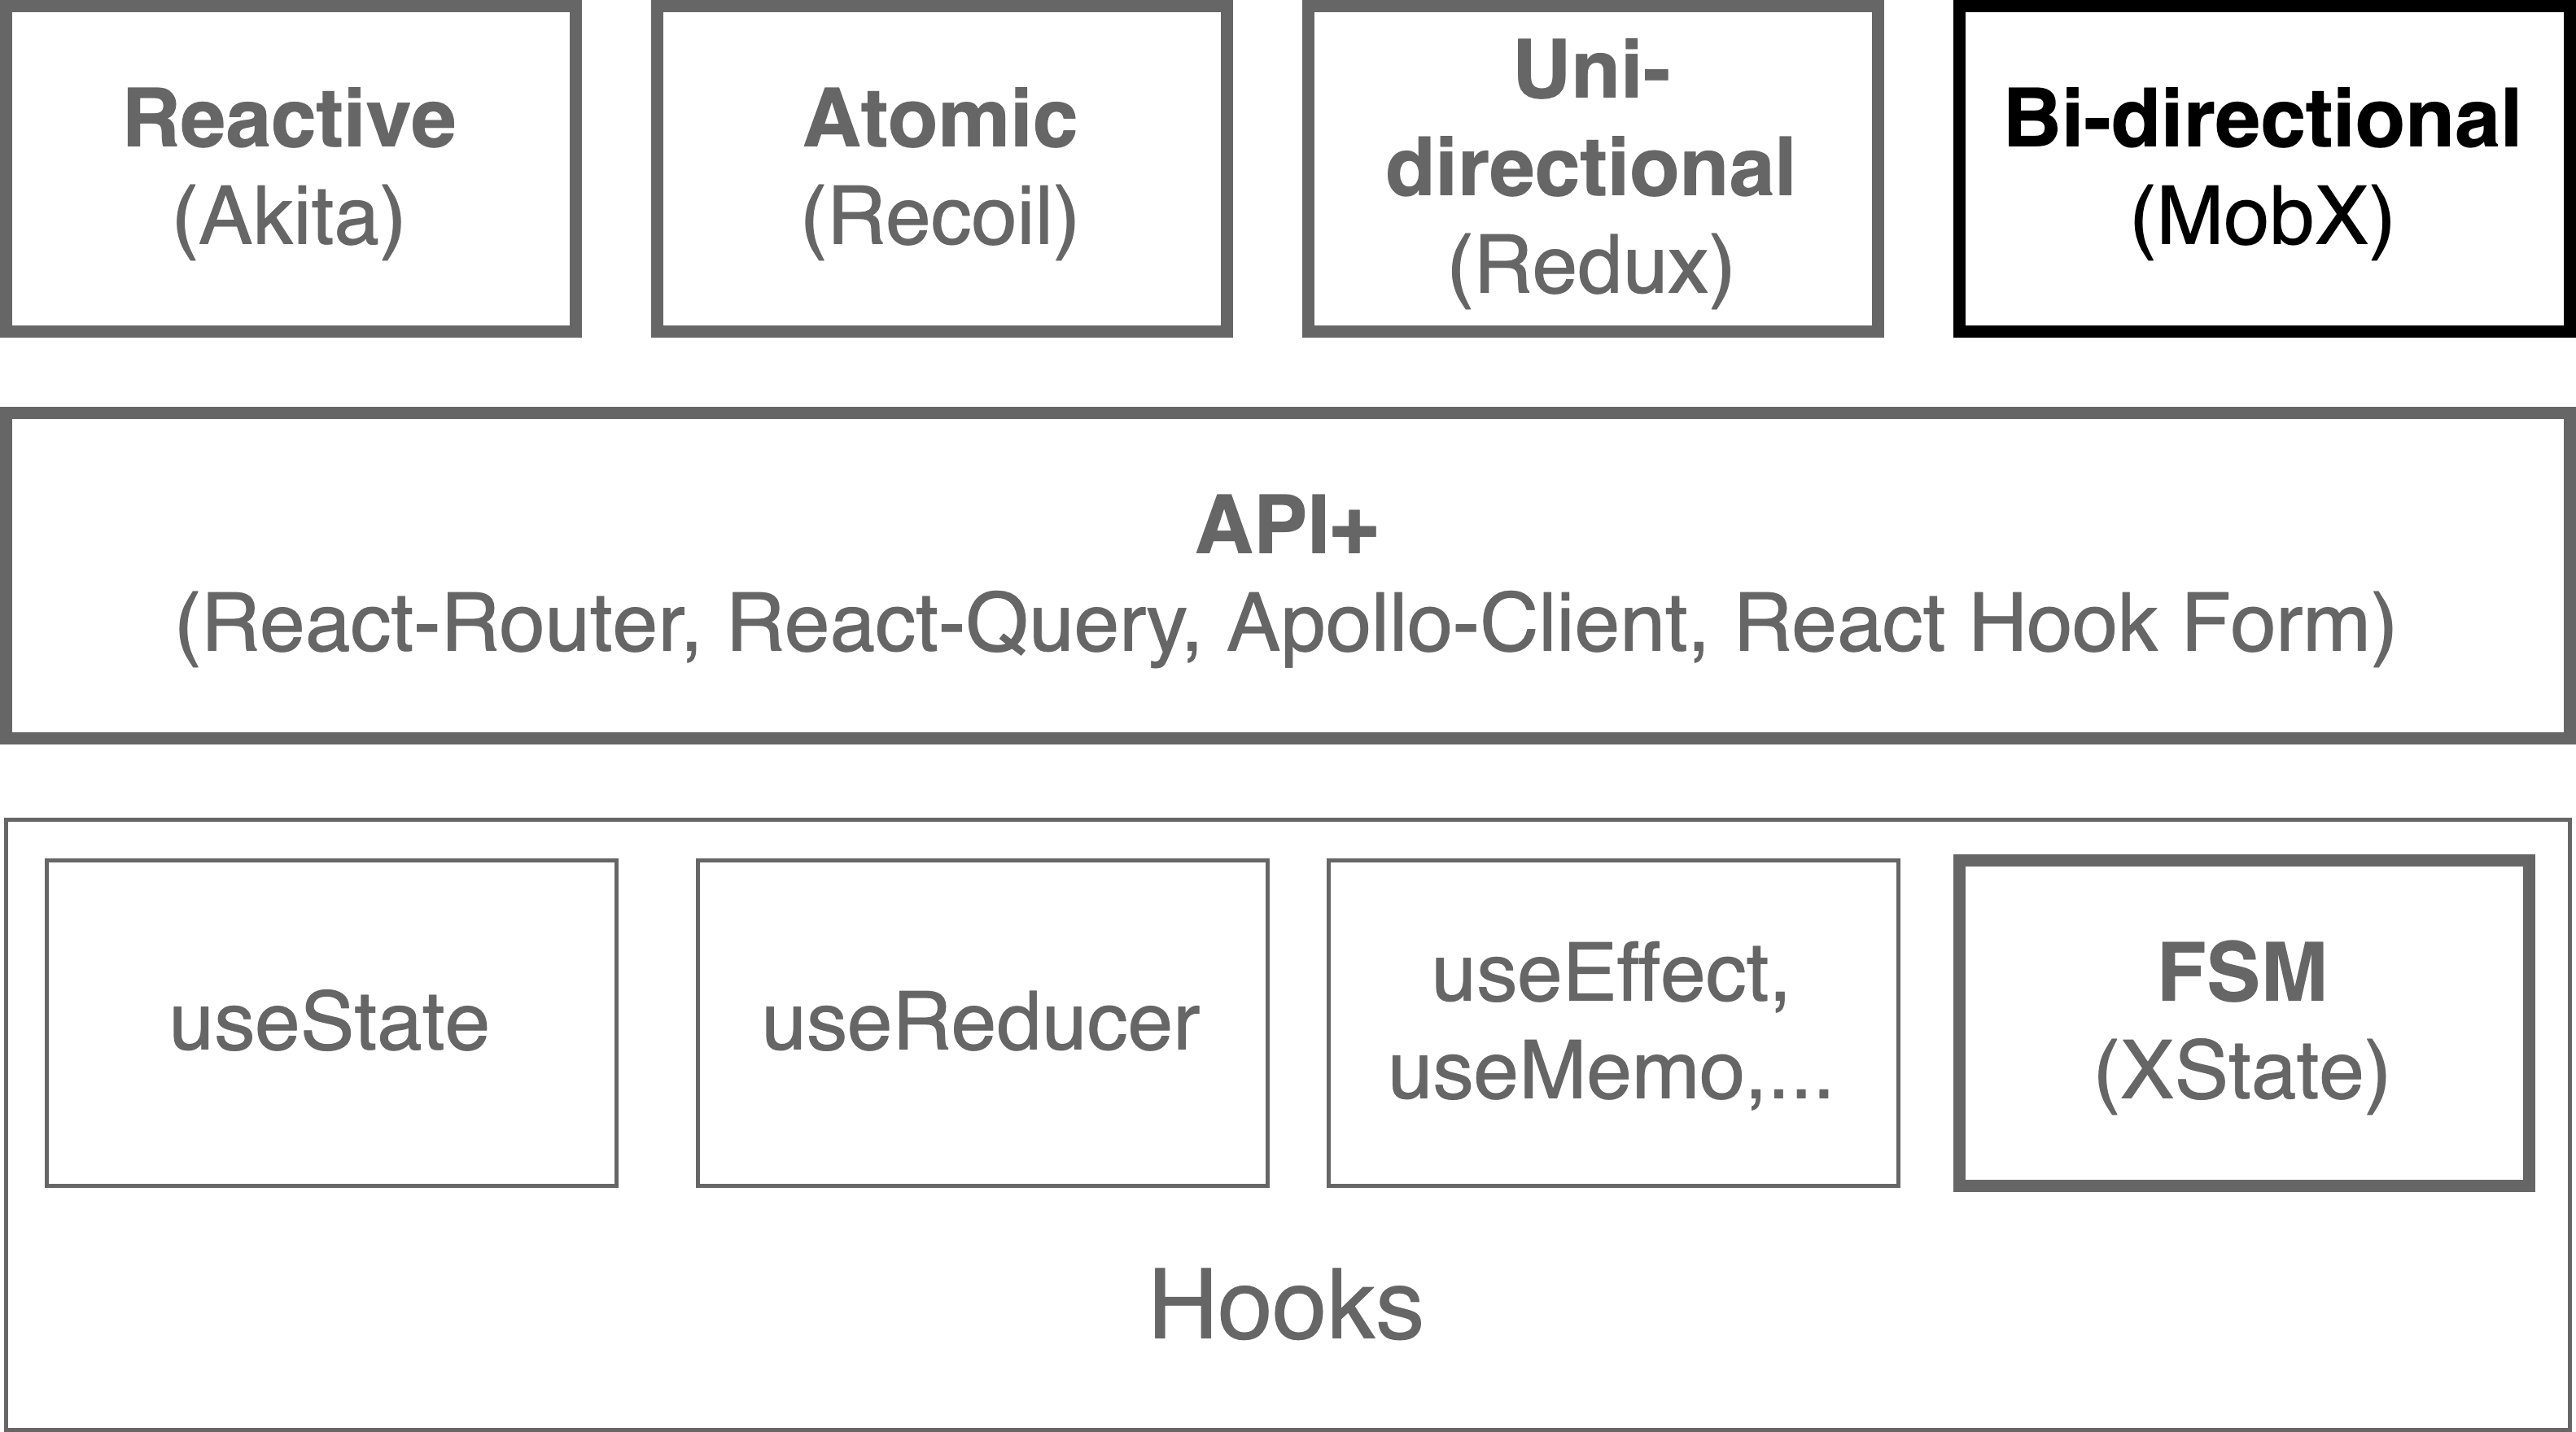 Reactive
(Akita)
Atomic
(Recoil)
Uni-
directional
(Redux)
Bi-directional
(MobX)
API+
(React-Router, React-Query, Apollo-Client, React Hook Form)
useState
useReducer
useEffect,
useMemo,...
FSM
(XState)
Hooks